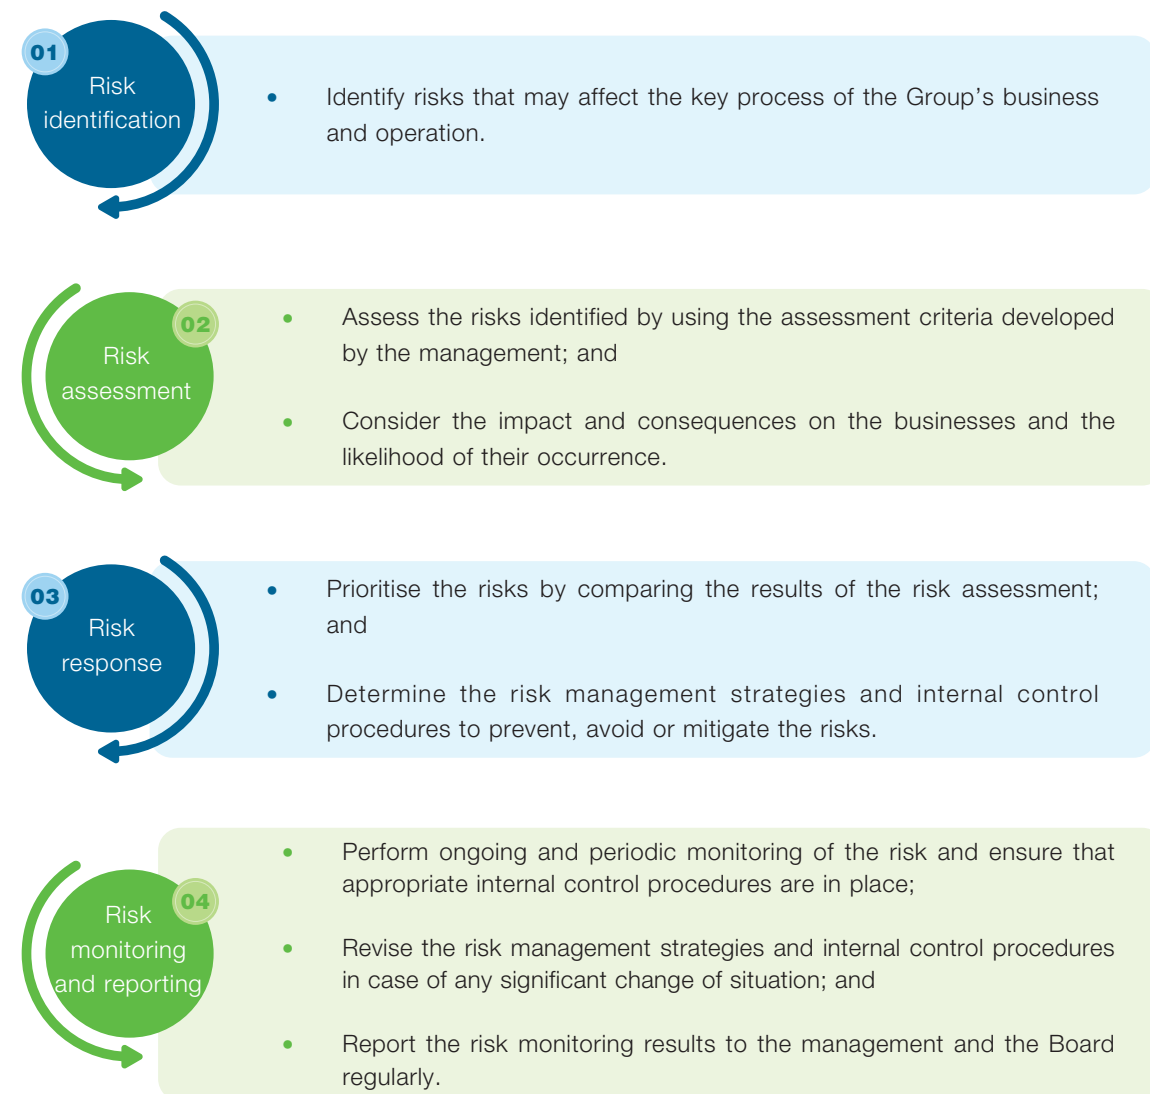 01
Risk
identification
• Identify risks that may affect the key process of the Group’s business
and operation.
02
Risk
assessment
• Assess the risks identified by using the assessment criteria developed
by the management; and
• Consider the impact and consequences on the businesses and the
likelihood of their occurrence.
03
Risk
response
• Prioritise the risks by comparing the results of the risk assessment;
and
• Determine the risk management strategies and internal control
procedures to prevent, avoid or mitigate the risks.
04
Risk
monitoring
and reporting
• Perform ongoing and periodic monitoring of the risk and ensure that
appropriate internal control procedures are in place;
• Revise the risk management strategies and internal control procedures
in case of any significant change of situation; and
• Report the risk monitoring results to the management and the Board
regularly.